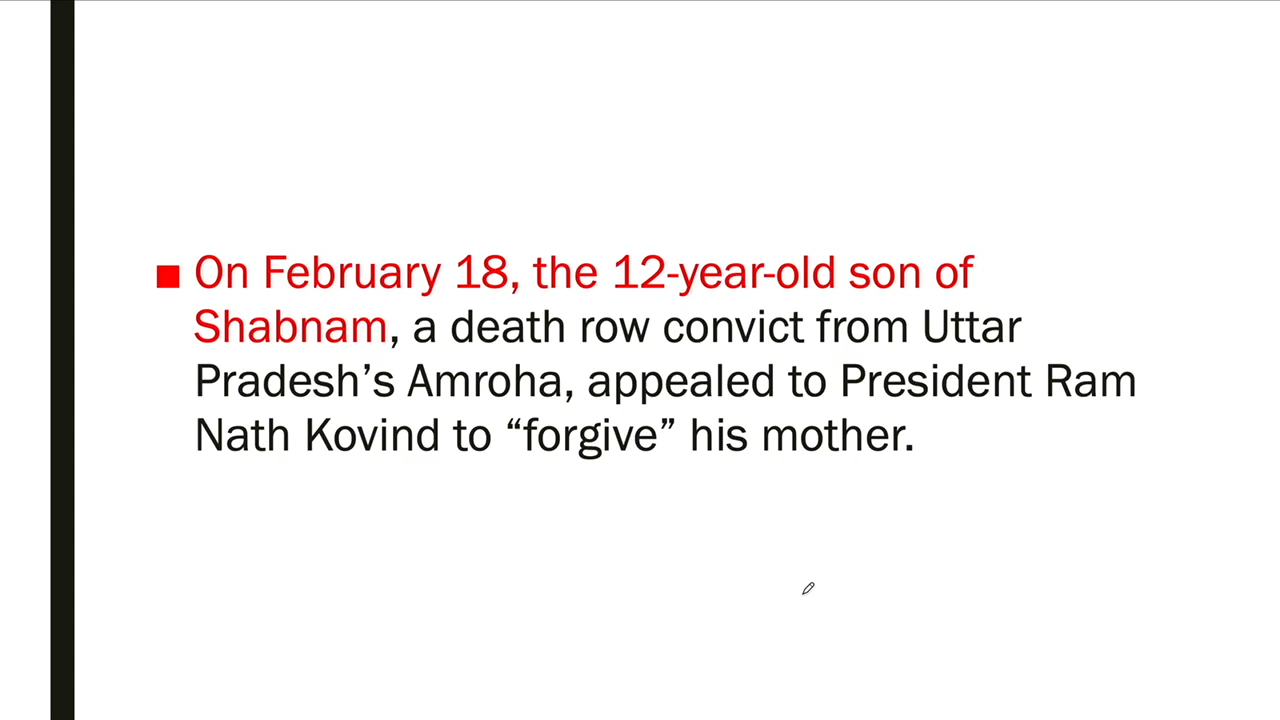 On February 18, the 12-year-old son of
Shabnam, a death row convict from Uttar
Pradesh’s Amroha, appealed to President Ram
Nath Kovind to “forgive” his mother.